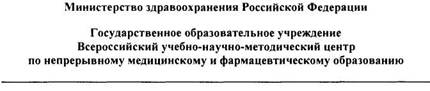 Министерство здравоохранения Российской Федерации
Государственное образовательное учреждение
Всероссийский учебно-научно-методический центр
по непрерывному медицинскому и фармацевтическому образованию